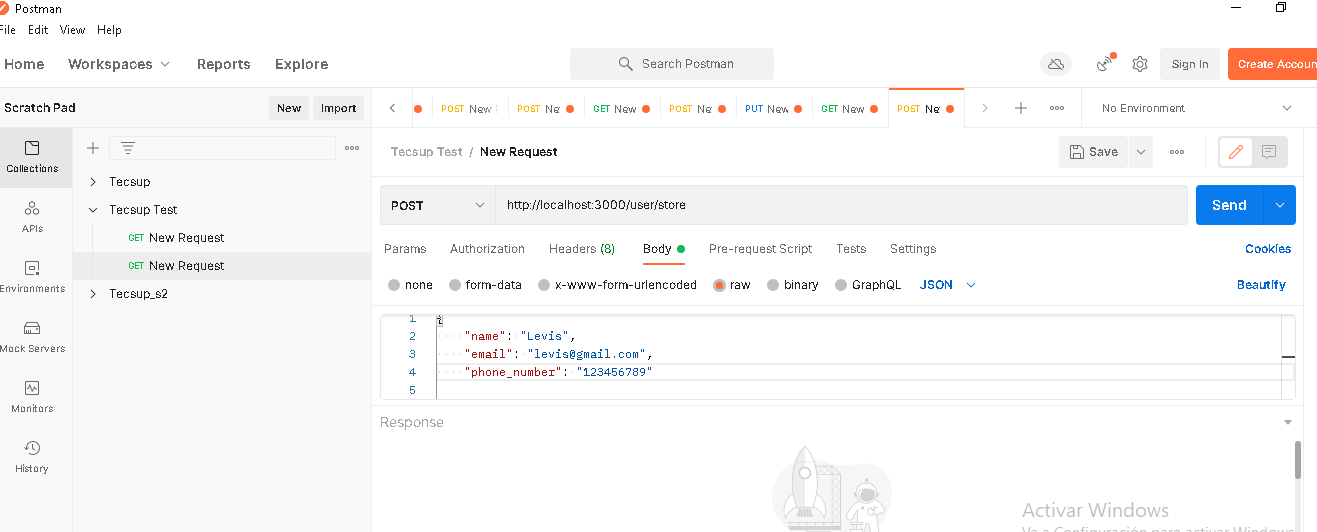 Postman
File Edit View Help
Home Workspaces Reports Explore Search Postman Sign In Create Accoun
Scratch Pad New Import POST New POST Ne GET New POST Ne PUT New GET New POST Ne No Environment
Tecsup Test / New Request Save
Collections
APIs
Environments
Mock Servers
Monitors
History
Tecsup
Tecsup Test
GET New Request
GET New Request
Tecsup_s2
POST http://localhost:3000/user/store Send
Params Authorization Headers (8) Body Pre-request Script Tests Settings Cookies
none form-data x-www-form-urlencoded raw binary GraphQL JSON Beautify
1 {
2 "name": "Levis",
3 "email": "levis@gmail.com",
4 "phone_number": "123456789"
5
Response
Activar Windows
Ve a Configuración para activar Windows